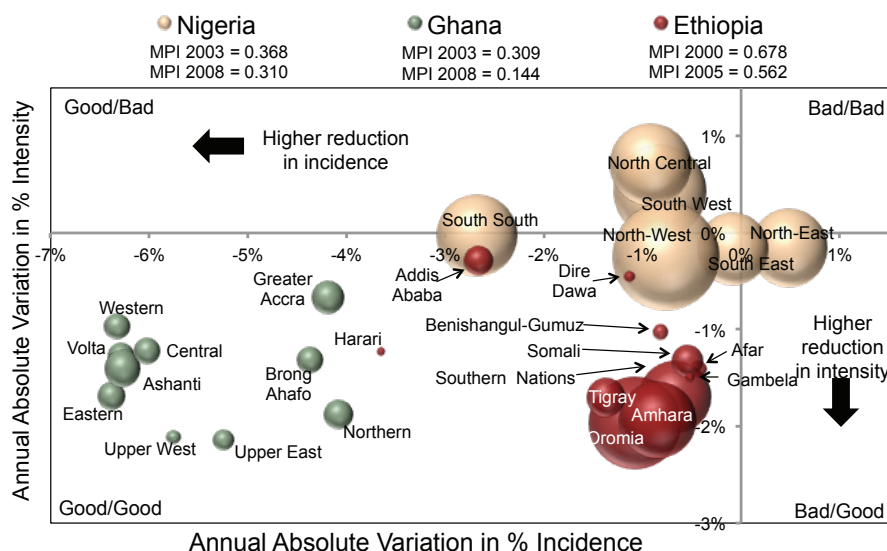 Nigeria
MPI 2003 = 0.368
MPI 2008 = 0.310
Ghana
MPI 2003 = 0.309
MPI 2008 = 0.144
Ethiopia
MPI 2000 = 0.678
MPI 2005 = 0.562
Annual Absolute Variation in % Intensity
Good/Bad
Bad/Bad
Higher reduction
in incidence
1%
North Central
South West
South South
North-West
North-East
South East
0%
-7%
-6%
-5%
-4%
-3%
-2%
-1%
0%
1%
Addis
Ababa
Dire
Dawa
Greater
Accra
Western
Volta
Central
Ashanti
Eastern
Harari
Brong
Ahafo
Northern
Upper West
Upper East
Benishangul-Gumuz
Somali
Southern Nations
Afar
Gambela
Tigray
Amhara
Oromia
-1%
-2%
-3%
Higher
reduction
in intensity
Good/Good
Bad/Good
Annual Absolute Variation in % Incidence